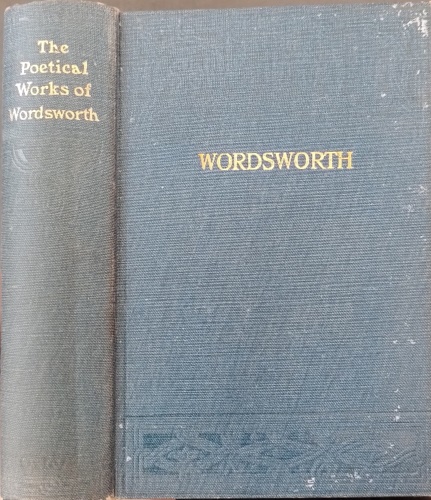 The
Poetical
Works of
Wordsworth
WORDSWORTH